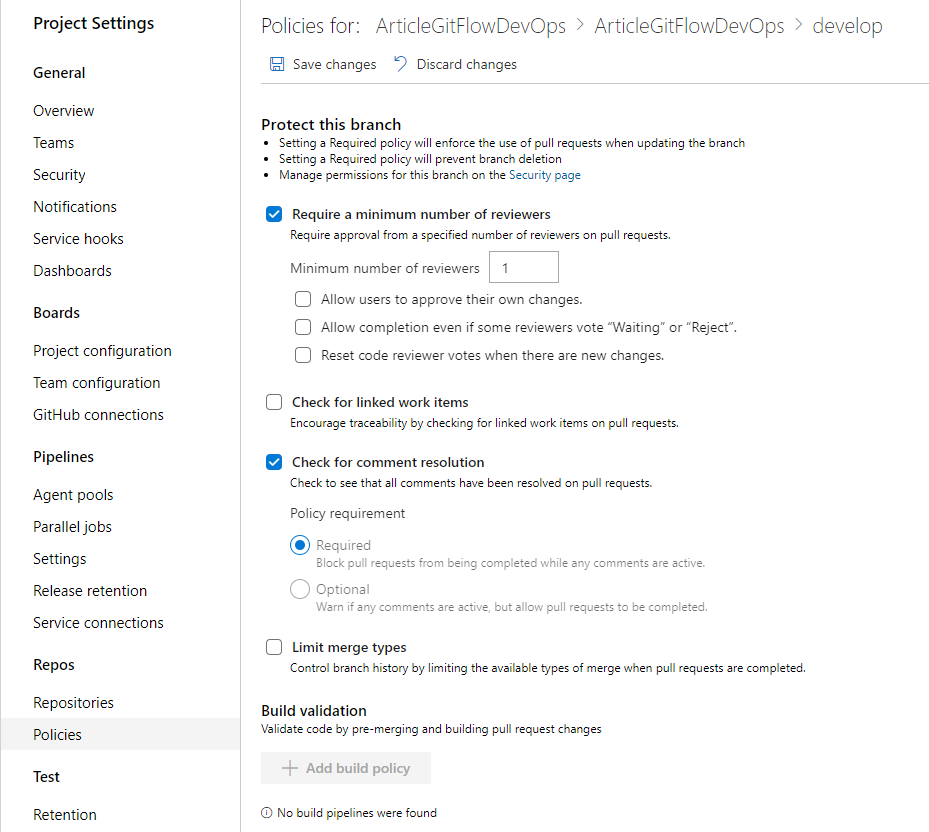 Project Settings
General
Overview
Teams
Security
Notifications
Service hooks
Dashboards
Boards
Project configuration
Team configuration
GitHub connections
Pipelines
Agent pools
Parallel jobs
Settings
Release retention
Service connections
Repos
Repositories
Policies
Test
Retention
Policies for: ArticleGitFlowDevOps > ArticleGitFlowDevOps > develop
Save changes Discard changes
Protect this branch
• Setting a Required policy will enforce the use of pull requests when updating the branch
• Setting a Required policy will prevent branch deletion
• Manage permissions for this branch on the Security page
Require a minimum number of reviewers
Require approval from a specified number of reviewers on pull requests.
Minimum number of reviewers 1
Allow users to approve their own changes.
Allow completion even if some reviewers vote “Waiting” or “Reject”.
Reset code reviewer votes when there are new changes.
Check for linked work items
Encourage traceability by checking for linked work items on pull requests.
Check for comment resolution
Check to see that all comments have been resolved on pull requests.
Policy requirement
Required
Block pull requests from being completed while any comments are active.
Optional
Warn if any comments are active, but allow pull requests to be completed.
Limit merge types
Control branch history by limiting the available types of merge when pull requests are completed.
Build validation
Validate code by pre-merging and building pull request changes
+ Add build policy
No build pipelines were found